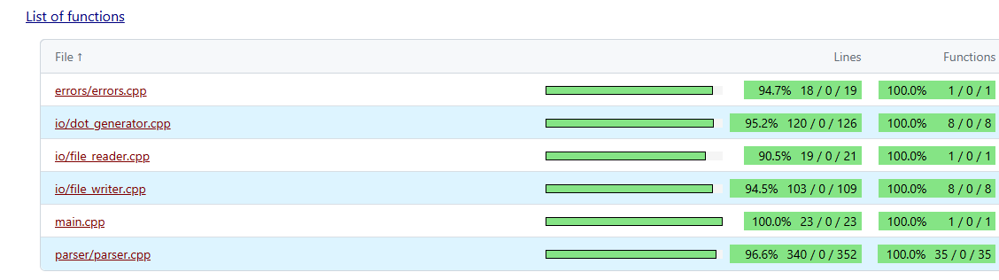 List of functions
File ↑ Lines Functions
errors/errors.cpp 94.7% 18 / 0 / 19 100.0% 1 / 0 / 1
io/dot_generator.cpp 95.2% 120 / 0 / 126 100.0% 8 / 0 / 8
io/file_reader.cpp 90.5% 19 / 0 / 21 100.0% 1 / 0 / 1
io/file_writer.cpp 94.5% 103 / 0 / 109 100.0% 8 / 0 / 8
main.cpp 100.0% 23 / 0 / 23 100.0% 1 / 0 / 1
parser/parser.cpp 96.6% 340 / 0 / 352 100.0% 35 / 0 / 35